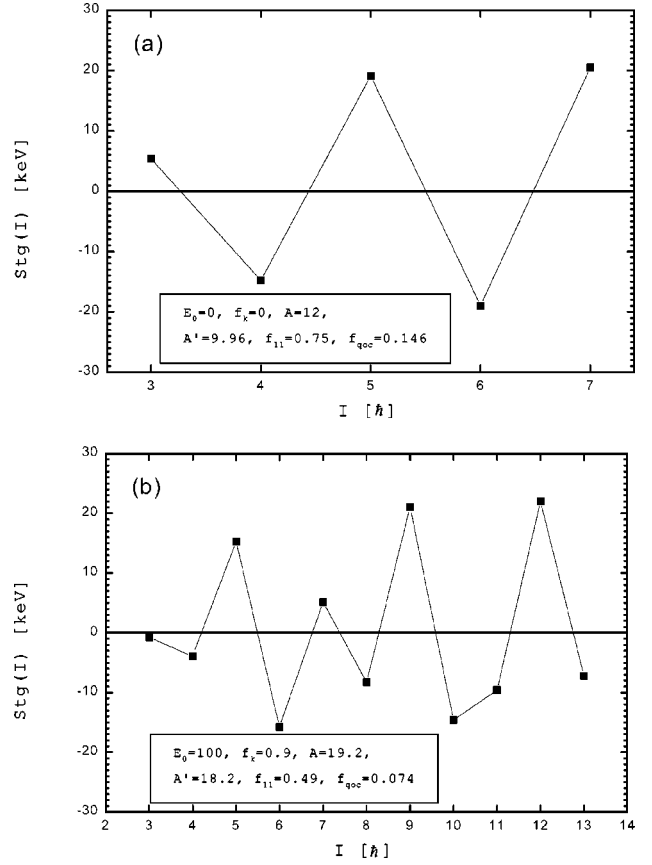 (a)
Stg(I) [keV]
30
20
10
0
-10
-20
-30
E₀=0, fₖ=0, A=12,
A'=9.96, f₁₁=0.75, f_qoc=0.146
3 4 5 6 7
I [ℏ]
(b)
Stg(I) [keV]
30
20
10
0
-10
-20
-30
E₀=100, fₖ=0.9, A=19.2,
A'=18.2, f₁₁=0.49, f_qoc=0.074
2 3 4 5 6 7 8 9 10 11 12 13 14
I [ℏ]